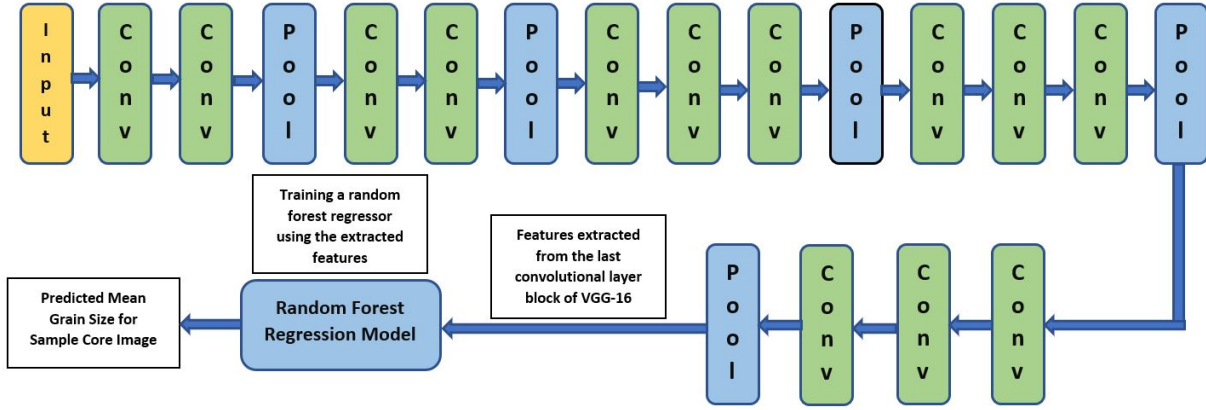 Input
Conv
Conv
Pool
Conv
Conv
Pool
Conv
Conv
Conv
Pool
Conv
Conv
Conv
Pool
Training a random
forest regressor
using the extracted
features
Features extracted
from the last
convolutional layer
block of VGG-16
Pool
Conv
Conv
Conv
Predicted Mean
Grain Size for
Sample Core Image
Random Forest
Regression Model